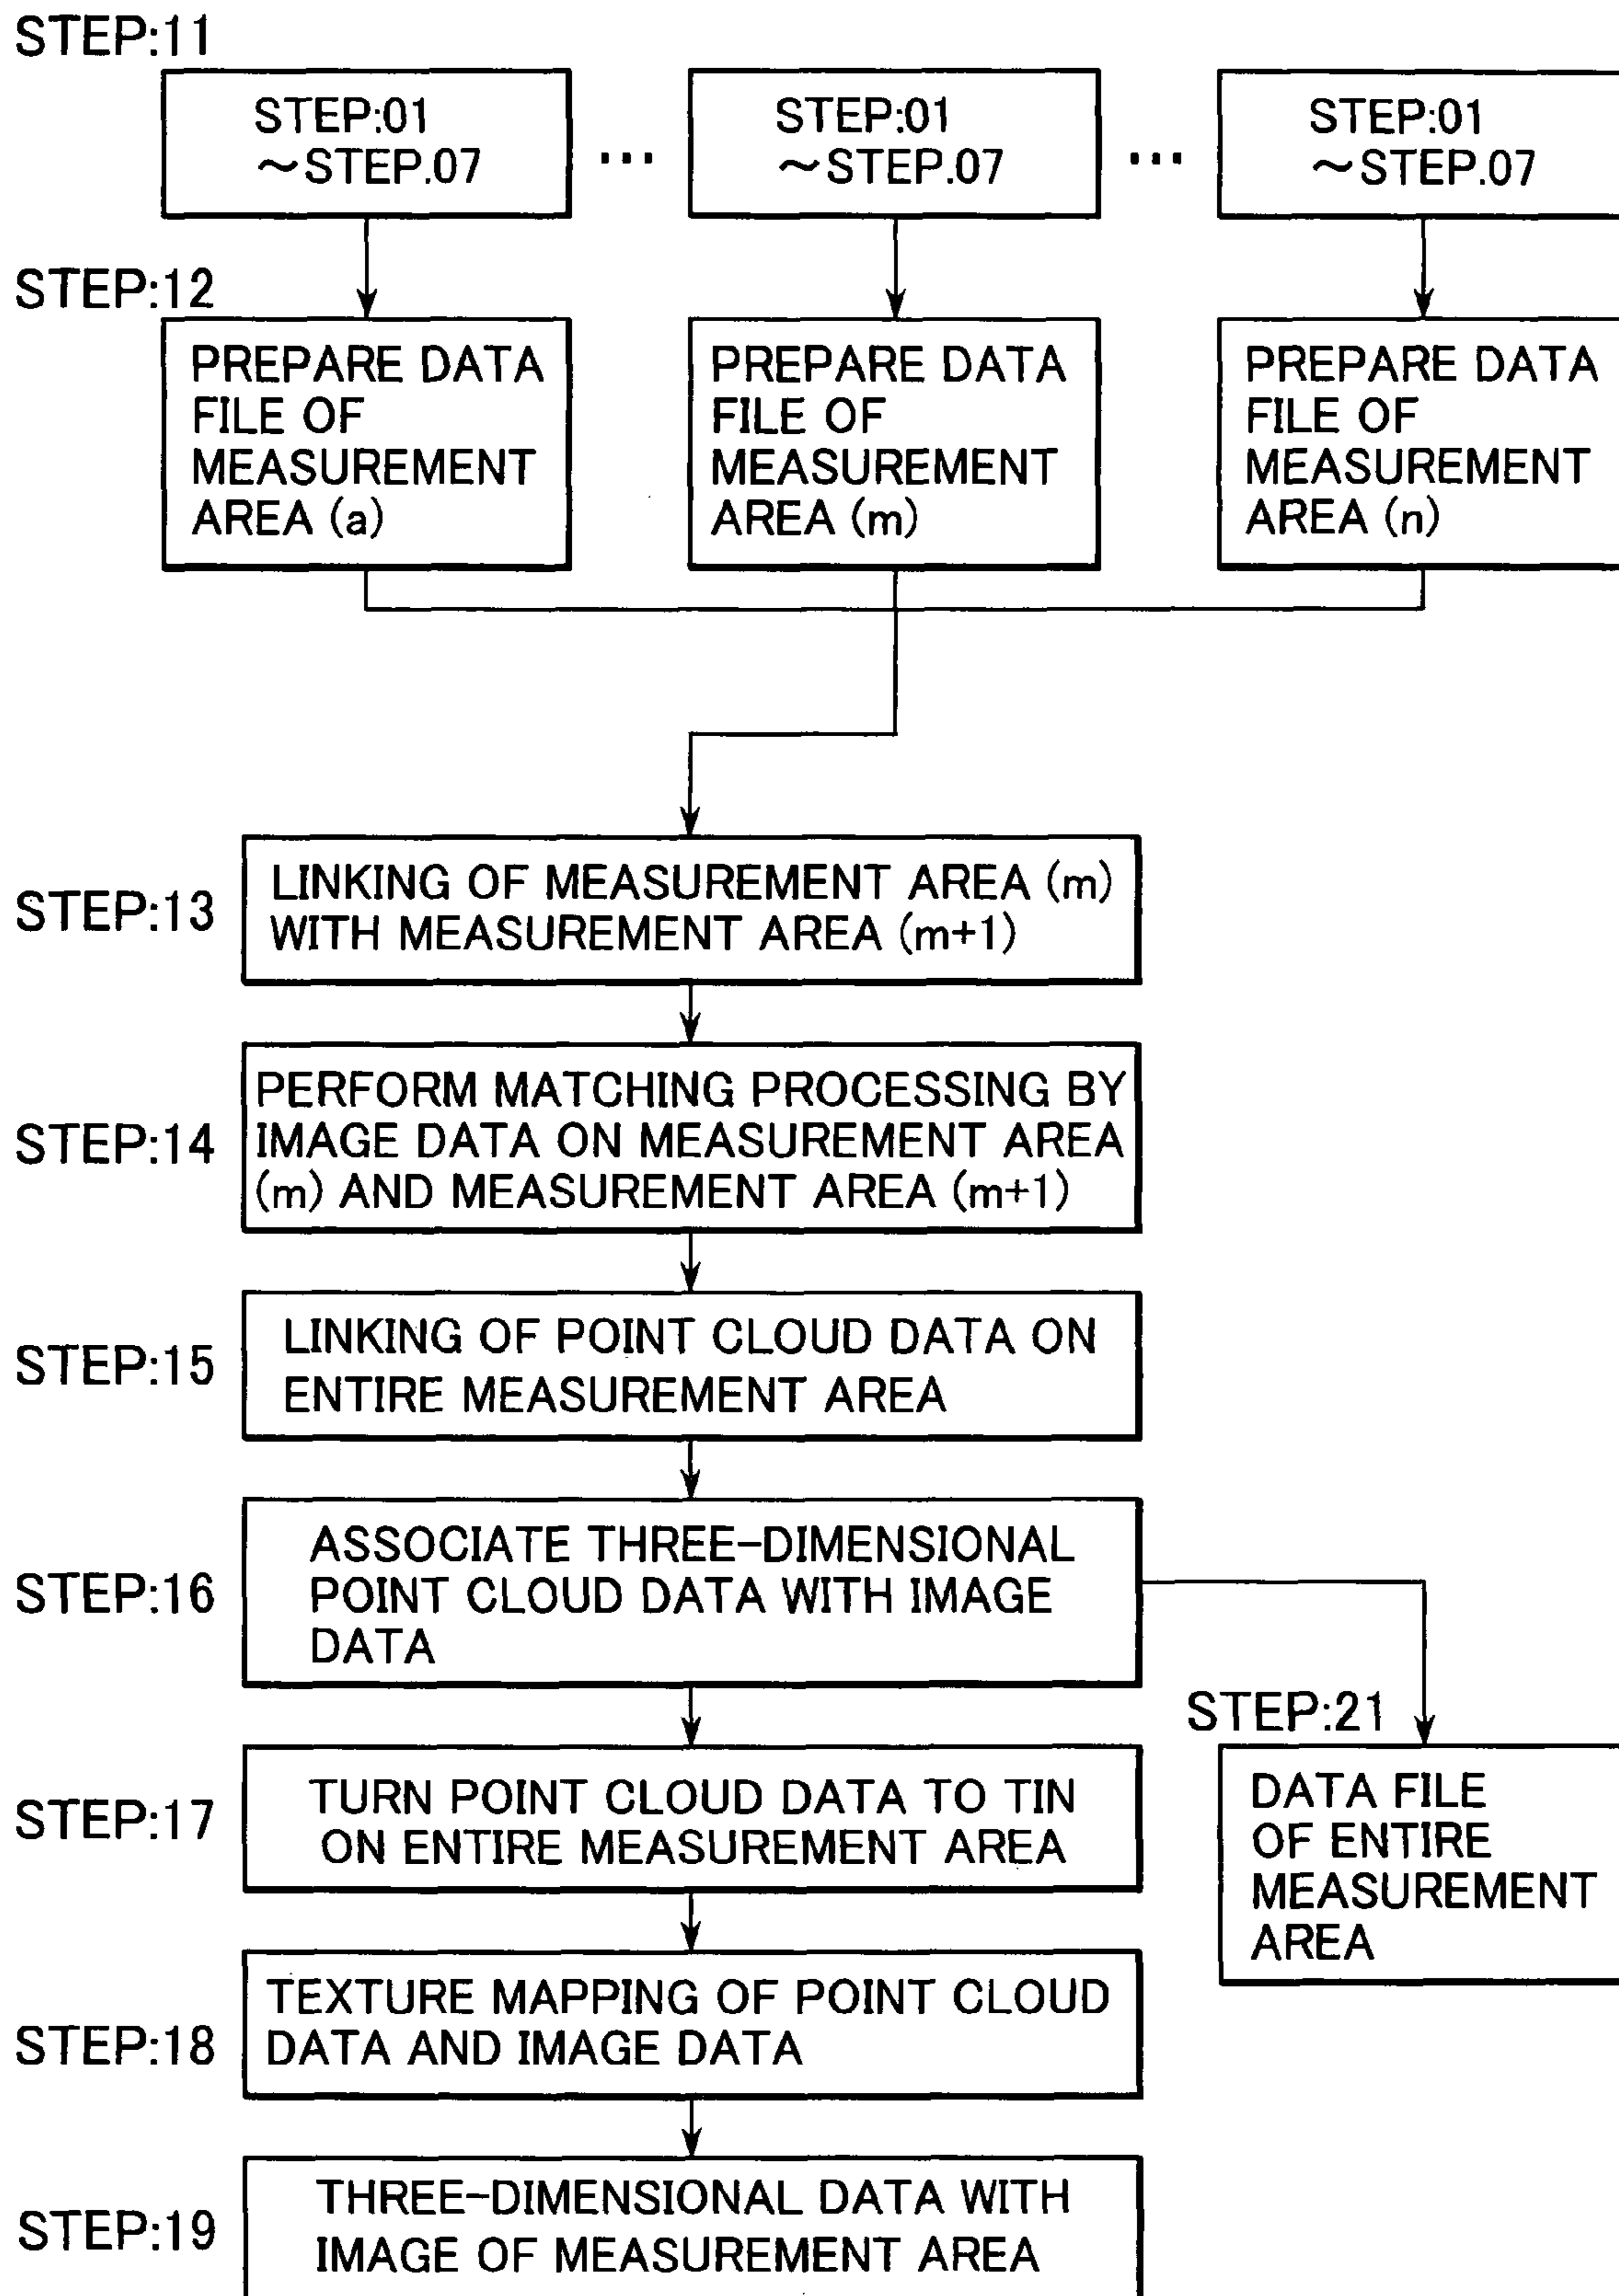 STEP:11
STEP:01
~STEP.07
...
STEP:01
~STEP.07
...
STEP:01
~STEP.07
STEP:12
PREPARE DATA
FILE OF
MEASUREMENT
AREA (a)
PREPARE DATA
FILE OF
MEASUREMENT
AREA (m)
PREPARE DATA
FILE OF
MEASUREMENT
AREA (n)
STEP:13
LINKING OF MEASUREMENT AREA (m)
WITH MEASUREMENT AREA (m+1)
STEP:14
PERFORM MATCHING PROCESSING BY
IMAGE DATA ON MEASUREMENT AREA
(m) AND MEASUREMENT AREA (m+1)
STEP:15
LINKING OF POINT CLOUD DATA ON
ENTIRE MEASUREMENT AREA
STEP:16
ASSOCIATE THREE-DIMENSIONAL
POINT CLOUD DATA WITH IMAGE
DATA
STEP:21
DATA FILE
OF ENTIRE
MEASUREMENT
AREA
STEP:17
TURN POINT CLOUD DATA TO TIN
ON ENTIRE MEASUREMENT AREA
STEP:18
TEXTURE MAPPING OF POINT CLOUD
DATA AND IMAGE DATA
STEP:19
THREE-DIMENSIONAL DATA WITH
IMAGE OF MEASUREMENT AREA